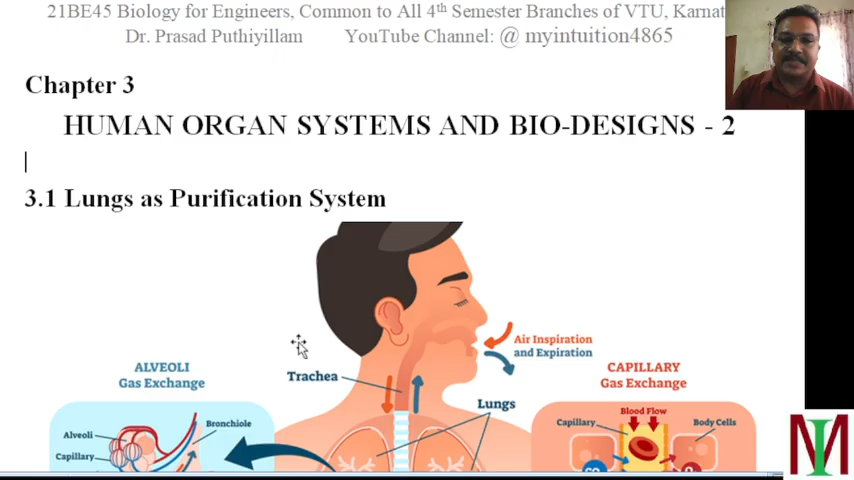 21BE45 Biology for Engineers, Common to All 4th Semester Branches of VTU, Karnat
Dr. Prasad Puthiyillam YouTube Channel: @ myintuition4865
Chapter 3
HUMAN ORGAN SYSTEMS AND BIO-DESIGNS - 2
3.1 Lungs as Purification System
Air Inspiration
and Expiration
ALVEOLI
Gas Exchange
CAPILLARY
Gas Exchange
Trachea
Lungs
Blood Flow
Alveoli
Bronchiole
Capillary
Capillary
Body Cells
M